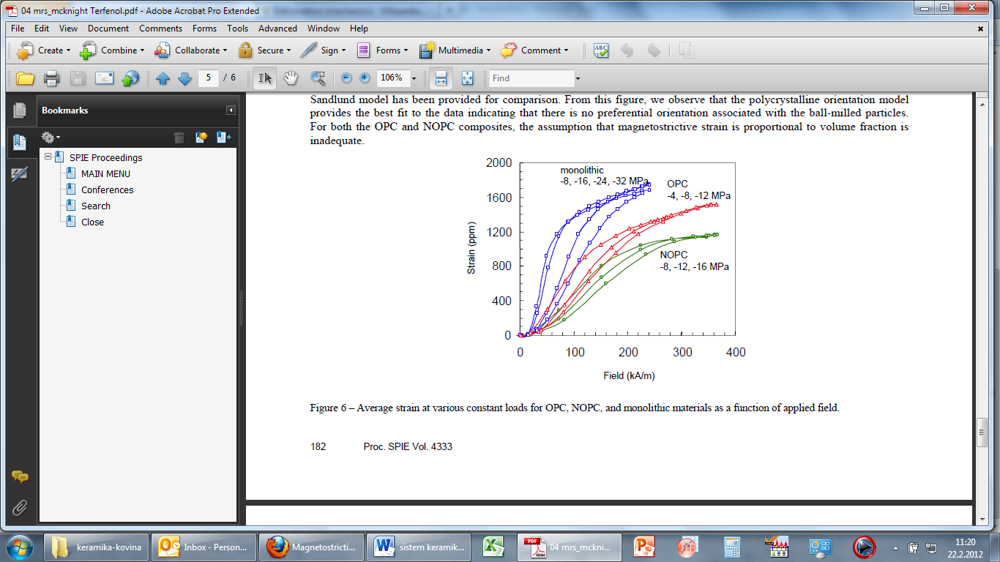 04 mrs_mcknight Terfenol.pdf - Adobe Acrobat Pro Extended
File Edit View Document Comments Forms Tools Advanced Window Help
Create Combine Collaborate Secure Sign Forms Multimedia Comment
5 / 6 106% Find
Bookmarks
SPIE Proceedings
MAIN MENU
Conferences
Search
Close
Sandlund model has been provided for comparison. From this figure, we observe that the polycrystalline orientation model
provides the best fit to the data indicating that there is no preferential orientation associated with the ball-milled particles.
For both the OPC and NOPC composites, the assumption that magnetostrictive strain is proportional to volume fraction is
inadequate.
2000
1600
1200
800
400
0
Strain (ppm)
monolithic
-8, -16, -24, -32 MPa
OPC
-4, -8, -12 MPa
NOPC
-8, -12, -16 MPa
0 100 200 300 400
Field (kA/m)
Figure 6 – Average strain at various constant loads for OPC, NOPC, and monolithic materials as a function of applied field.
182 Proc. SPIE Vol. 4333
keramika-kovina Inbox - Person... Magnetostricti... sistem keramik... 04 mrs_mckni...
11:20
22.2.2012